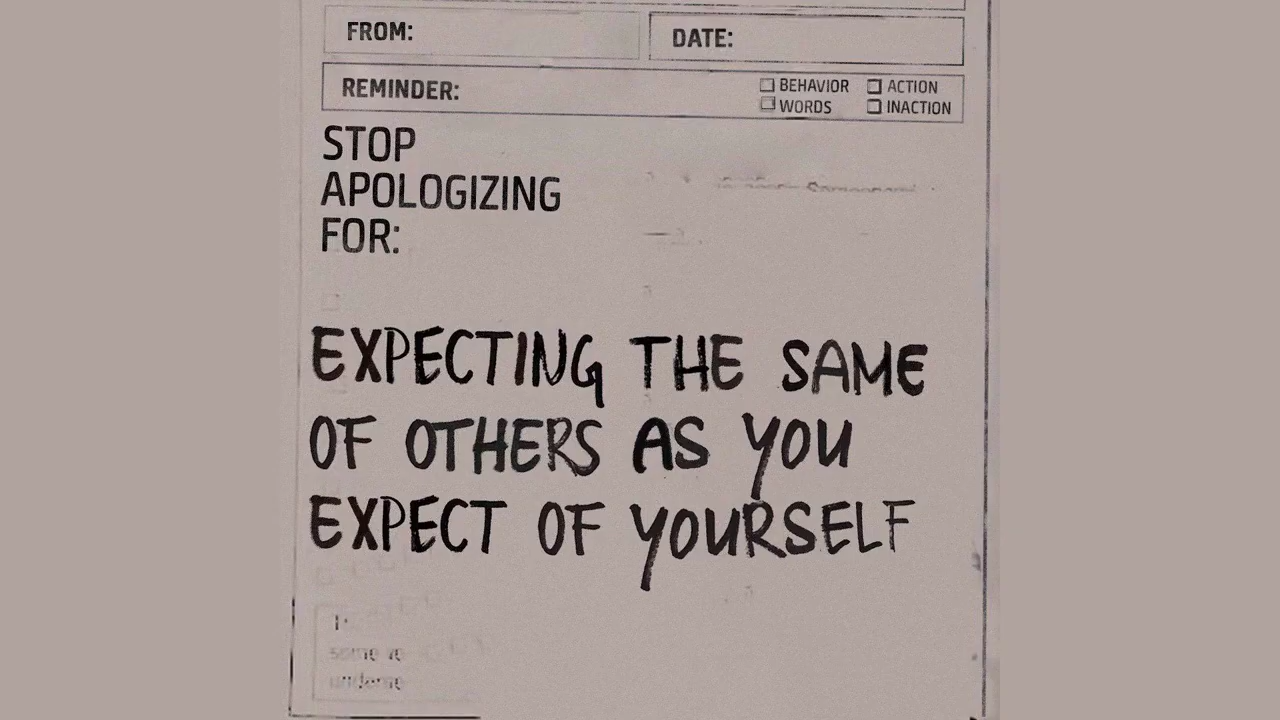 FROM: DATE:
REMINDER: BEHAVIOR ACTION
WORDS INACTION
STOP
APOLOGIZING
FOR:
EXPECTING THE SAME
OF OTHERS AS YOU
EXPECT OF YOURSELF